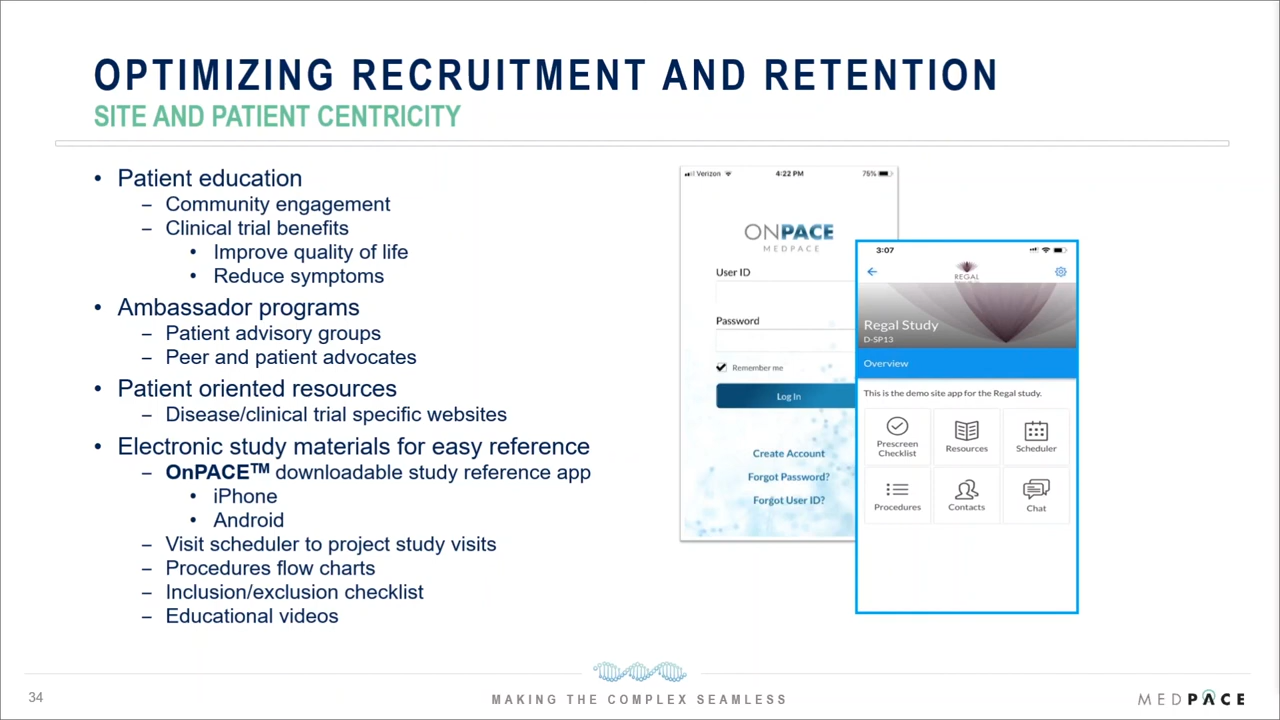 OPTIMIZING RECRUITMENT AND RETENTION
SITE AND PATIENT CENTRICITY
• Patient education
– Community engagement
– Clinical trial benefits
• Improve quality of life
• Reduce symptoms
• Ambassador programs
– Patient advisory groups
– Peer and patient advocates
• Patient oriented resources
– Disease/clinical trial specific websites
• Electronic study materials for easy reference
– OnPACE™ downloadable study reference app
• iPhone
• Android
– Visit scheduler to project study visits
– Procedures flow charts
– Inclusion/exclusion checklist
– Educational videos
Verizon 4:22 PM 75%
ONPACE
MEDPACE
User ID
Password
Remember me
Log In
Create Account
Forgot Password?
Forgot User ID?
3:07
REGAL
Regal Study
D-SP13
Overview
This is the demo site app for the Regal study.
Prescreen Checklist
Resources
Scheduler
Procedures
Contacts
Chat
34
MAKING THE COMPLEX SEAMLESS
MEDPACE